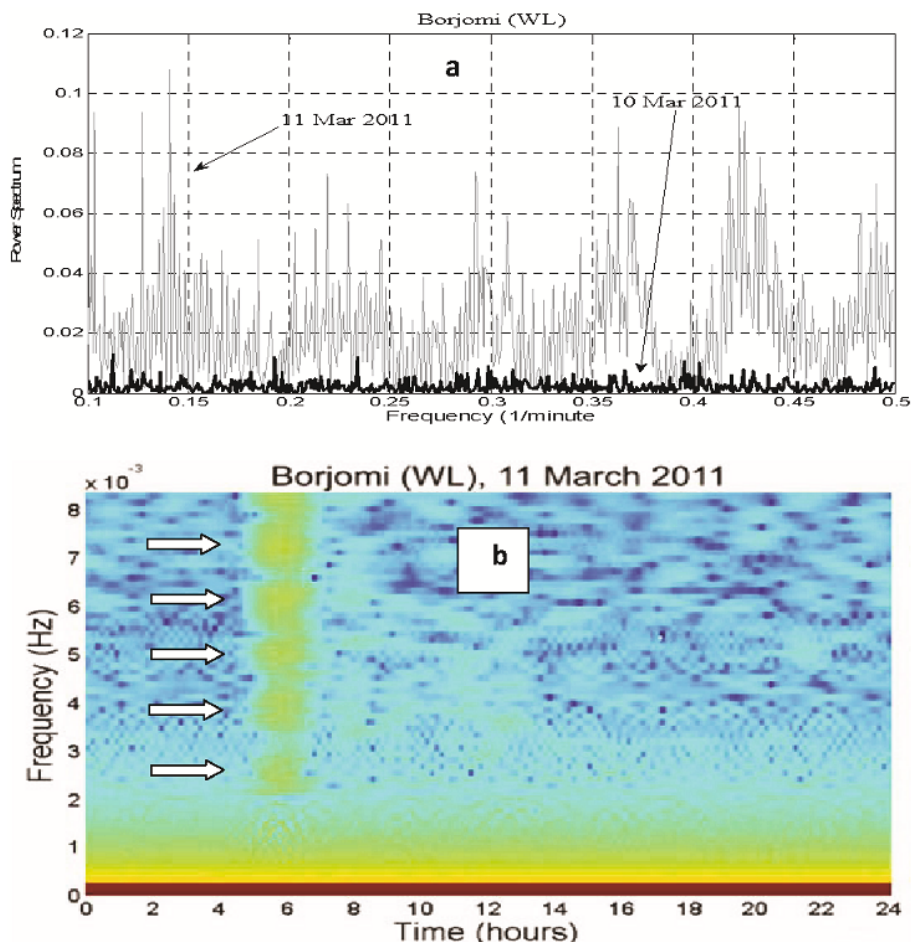 Borjomi (WL)
a
0.12
0.1
0.08
0.06
0.04
0.02
0
Power Spectrum
11 Mar 2011
10 Mar 2011
0.1 0.15 0.2 0.25 0.3 0.35 0.4 0.45 0.5
Frequency (1/minute
Borjomi (WL), 11 March 2011
× 10⁻³
b
8
7
6
5
4
3
2
1
0
Frequency (Hz)
0 2 4 6 8 10 12 14 16 18 20 22 24
Time (hours)